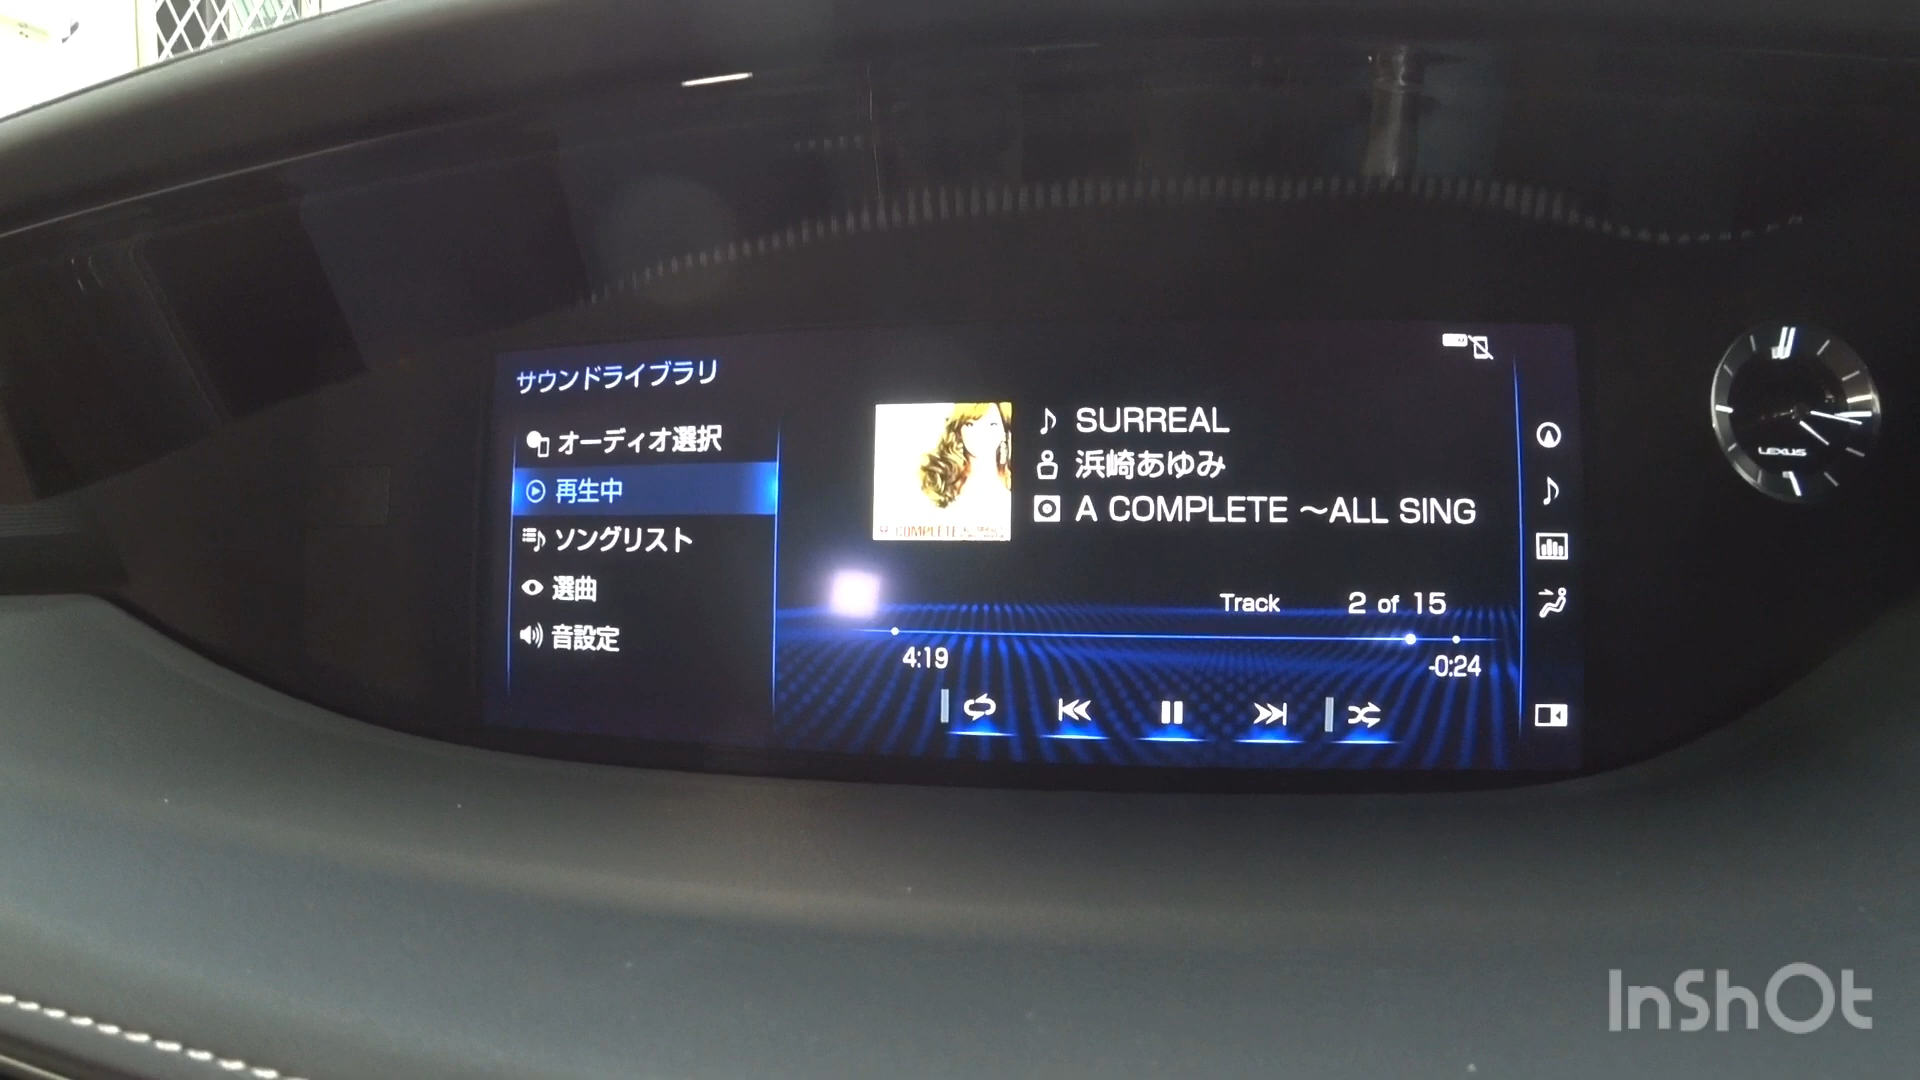 サウンドライブラリ
オーディオ選択
再生中
ソングリスト
選曲
音設定
SURREAL
浜崎あゆみ
A COMPLETE ～ALL SING
COMPLETE
Track 2 of 15
4:19
-0:24
LEXUS
InShOt